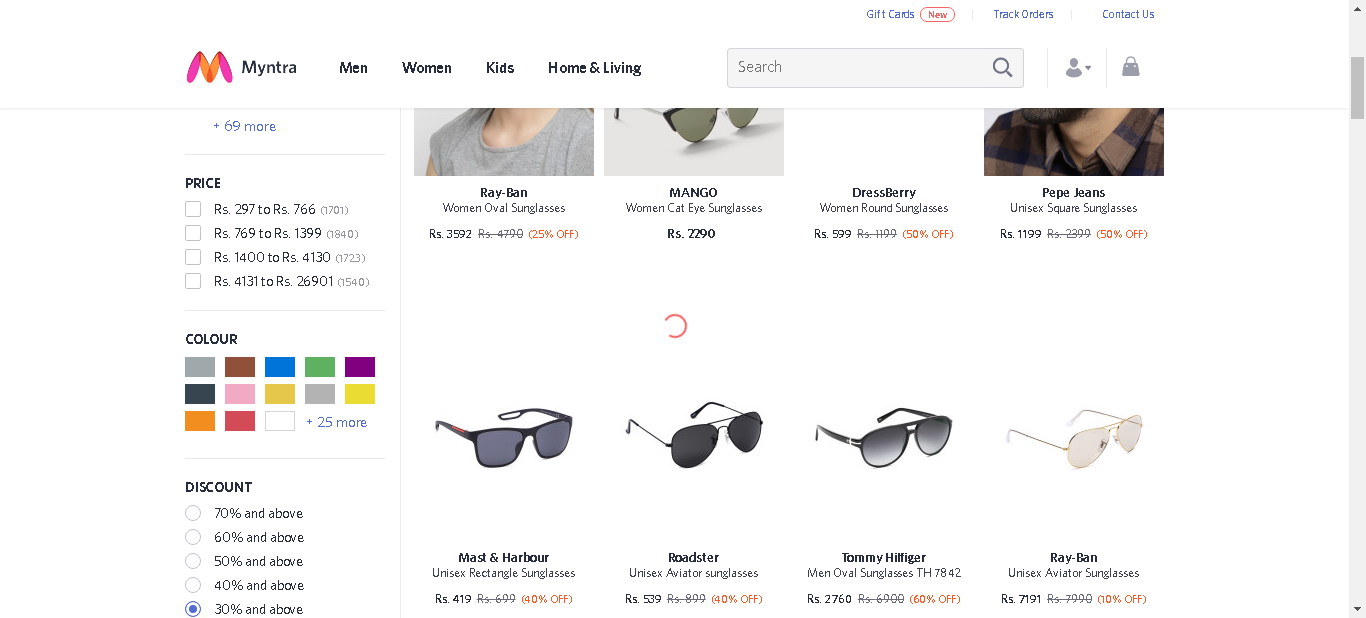 Gift Cards New Track Orders Contact Us
Myntra Men Women Kids Home & Living Search
+ 69 more
PRICE
Rs. 297 to Rs. 766 (1701)
Rs. 769 to Rs. 1399 (1840)
Rs. 1400 to Rs. 4130 (1723)
Rs. 4131 to Rs. 26901 (1540)
COLOUR
+ 25 more
DISCOUNT
70% and above
60% and above
50% and above
40% and above
30% and above
Ray-Ban
Women Oval Sunglasses
Rs. 3592 Rs. 4790 (25% OFF)
MANGO
Women Cat Eye Sunglasses
Rs. 2290
DressBerry
Women Round Sunglasses
Rs. 599 Rs. 1199 (50% OFF)
Pepe Jeans
Unisex Square Sunglasses
Rs. 1199 Rs. 2399 (50% OFF)
Mast & Harbour
Unisex Rectangle Sunglasses
Rs. 419 Rs. 699 (40% OFF)
Roadster
Unisex Aviator sunglasses
Rs. 539 Rs. 899 (40% OFF)
Tommy Hilfiger
Men Oval Sunglasses TH 7842
Rs. 2760 Rs. 6900 (60% OFF)
Ray-Ban
Unisex Aviator Sunglasses
Rs. 7191 Rs. 7990 (10% OFF)